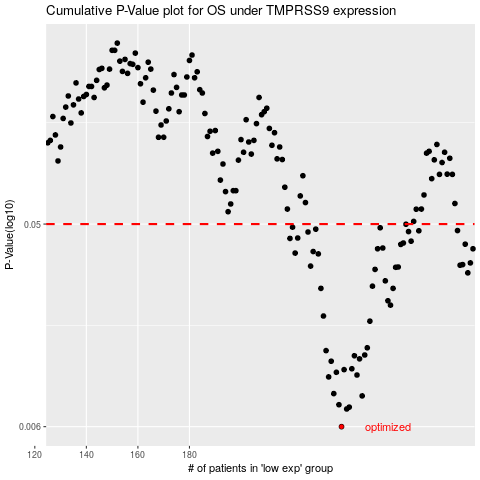 Cumulative P-Value plot for OS under TMPRSS9 expression
P-Value(log10)
0.05
0.006
optimized
120 140 160 180
# of patients in 'low exp' group